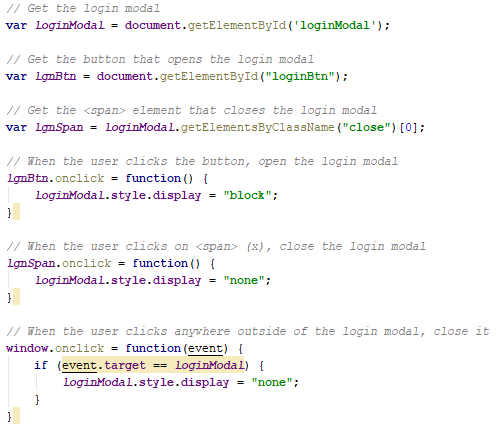 // Get the login modal
var loginModal = document.getElementById('loginModal');
// Get the button that opens the login modal
var lgnBtn = document.getElementById("loginBtn");
// Get the <span> element that closes the login modal
var lgnSpan = loginModal.getElementsByClassName("close")[0];
// When the user clicks the button, open the login modal
lgnBtn.onclick = function() {
loginModal.style.display = "block";
}
// When the user clicks on <span> (x), close the login modal
lgnSpan.onclick = function() {
loginModal.style.display = "none";
}
// When the user clicks anywhere outside of the login modal, close it
window.onclick = function(event) {
if (event.target == loginModal) {
loginModal.style.display = "none";
}
}